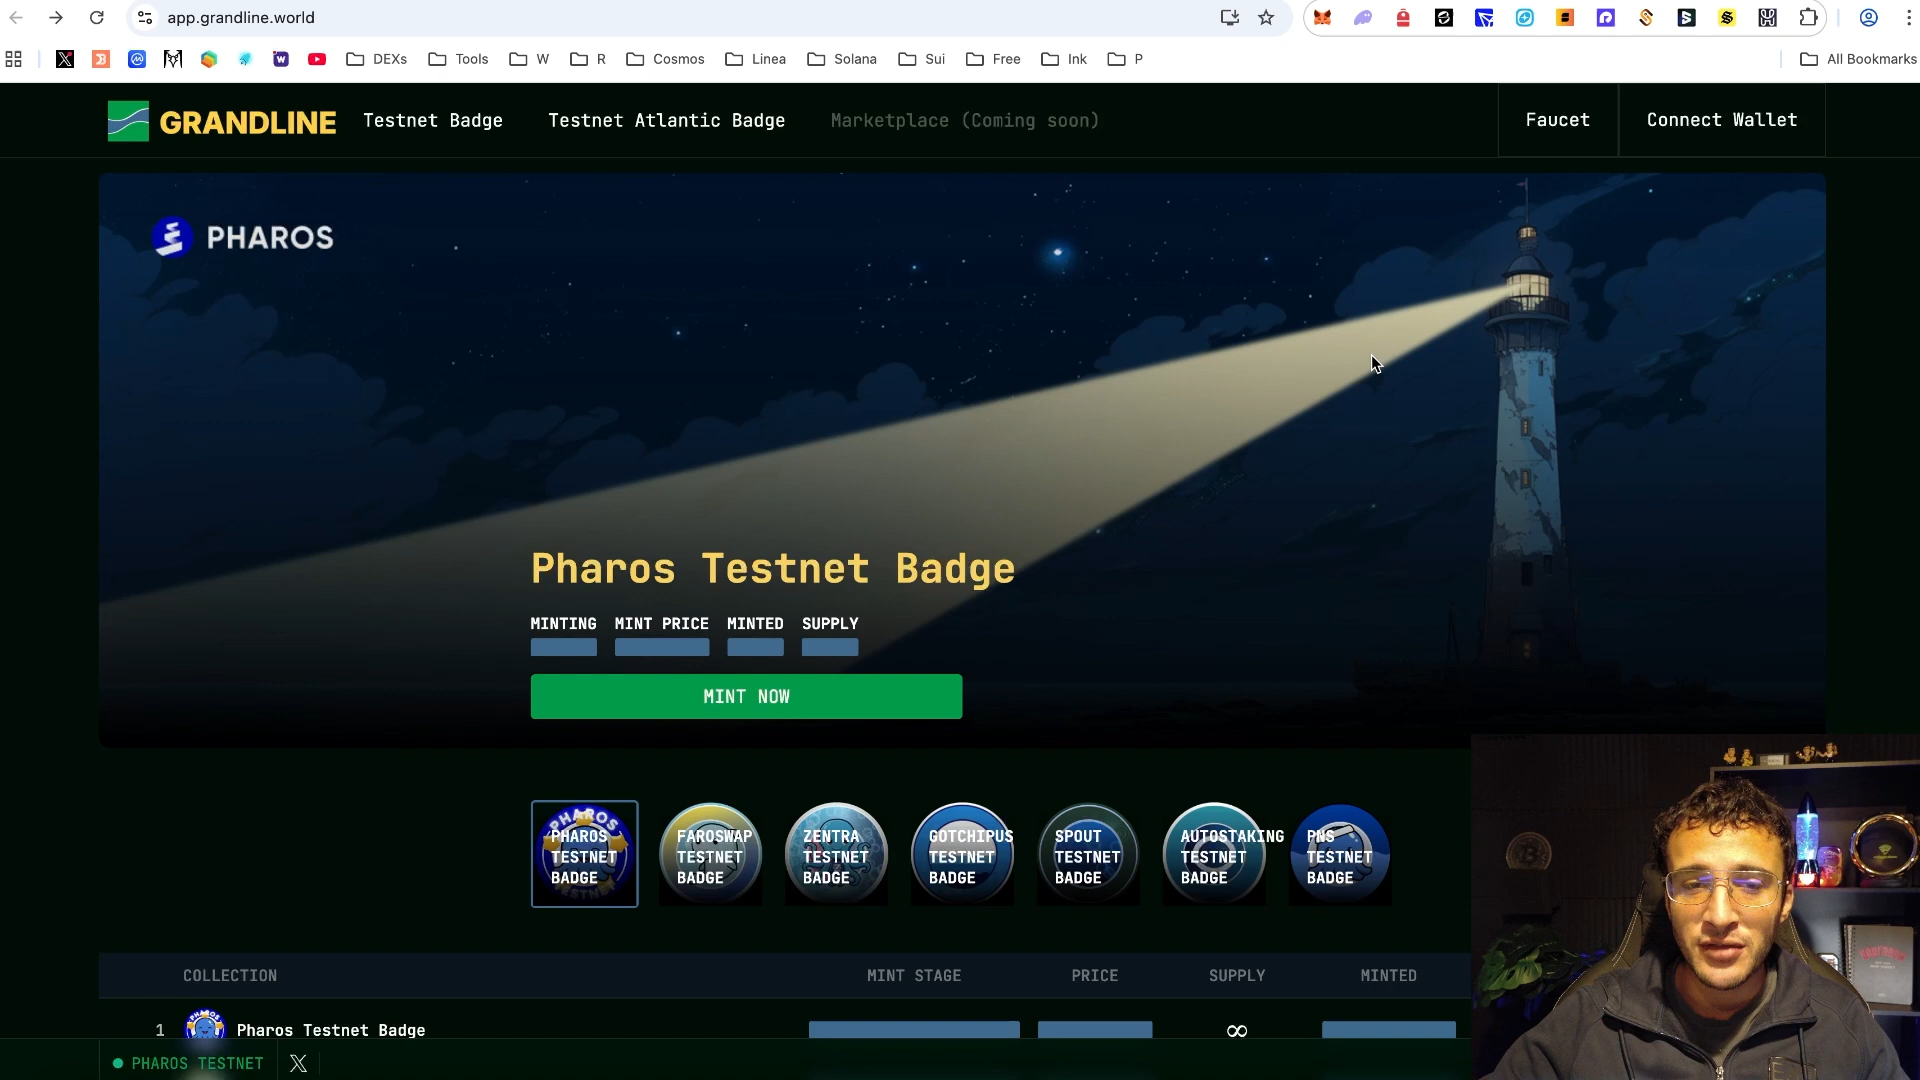 app.grandline.world
DEXs Tools W R Cosmos Linea Solana Sui Free Ink P All Bookmarks
GRANDLINE Testnet Badge Testnet Atlantic Badge Marketplace (Coming soon) Faucet Connect Wallet
PHAROS
Pharos Testnet Badge
MINTING MINT PRICE MINTED SUPPLY
MINT NOW
PHAROS TESTNET BADGE
FAROSWAP TESTNET BADGE
ZENTRA TESTNET BADGE
GOTCHIPUS TESTNET BADGE
SPOUT TESTNET BADGE
AUTOSTAKING TESTNET BADGE
PNS TESTNET BADGE
COLLECTION MINT STAGE PRICE SUPPLY MINTED
1 Pharos Testnet Badge ∞
PHAROS TESTNET